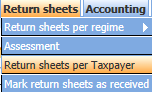 Return sheets Accounting
Return sheets per regime
Assessment
Return sheets per Taxpayer
Mark return sheets as received